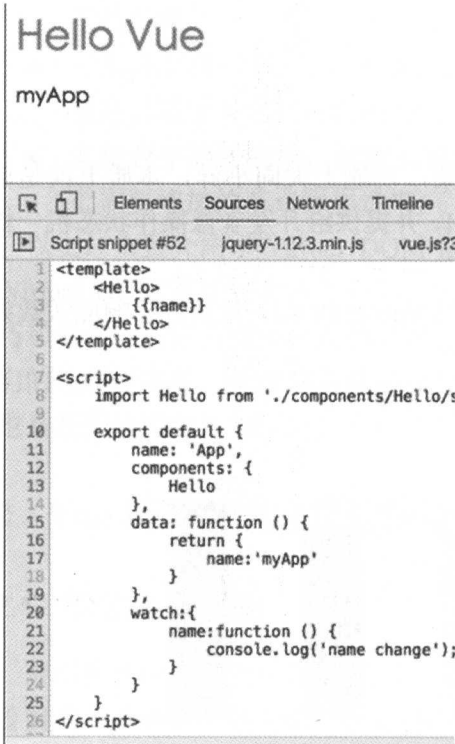 Hello Vue
myApp
Elements Sources Network Timeline
Script snippet #52 jquery-1.12.3.min.js vue.js?3
1 <template>
2     <Hello>
3         {{name}}
4     </Hello>
5 </template>
6
7 <script>
8     import Hello from './components/Hello/s
9
10     export default {
11         name: 'App',
12         components: {
13             Hello
14         },
15         data: function () {
16             return {
17                 name:'myApp'
18             }
19         },
20         watch:{
21             name:function () {
22                 console.log('name change');
23             }
24         }
25     }
26 </script>